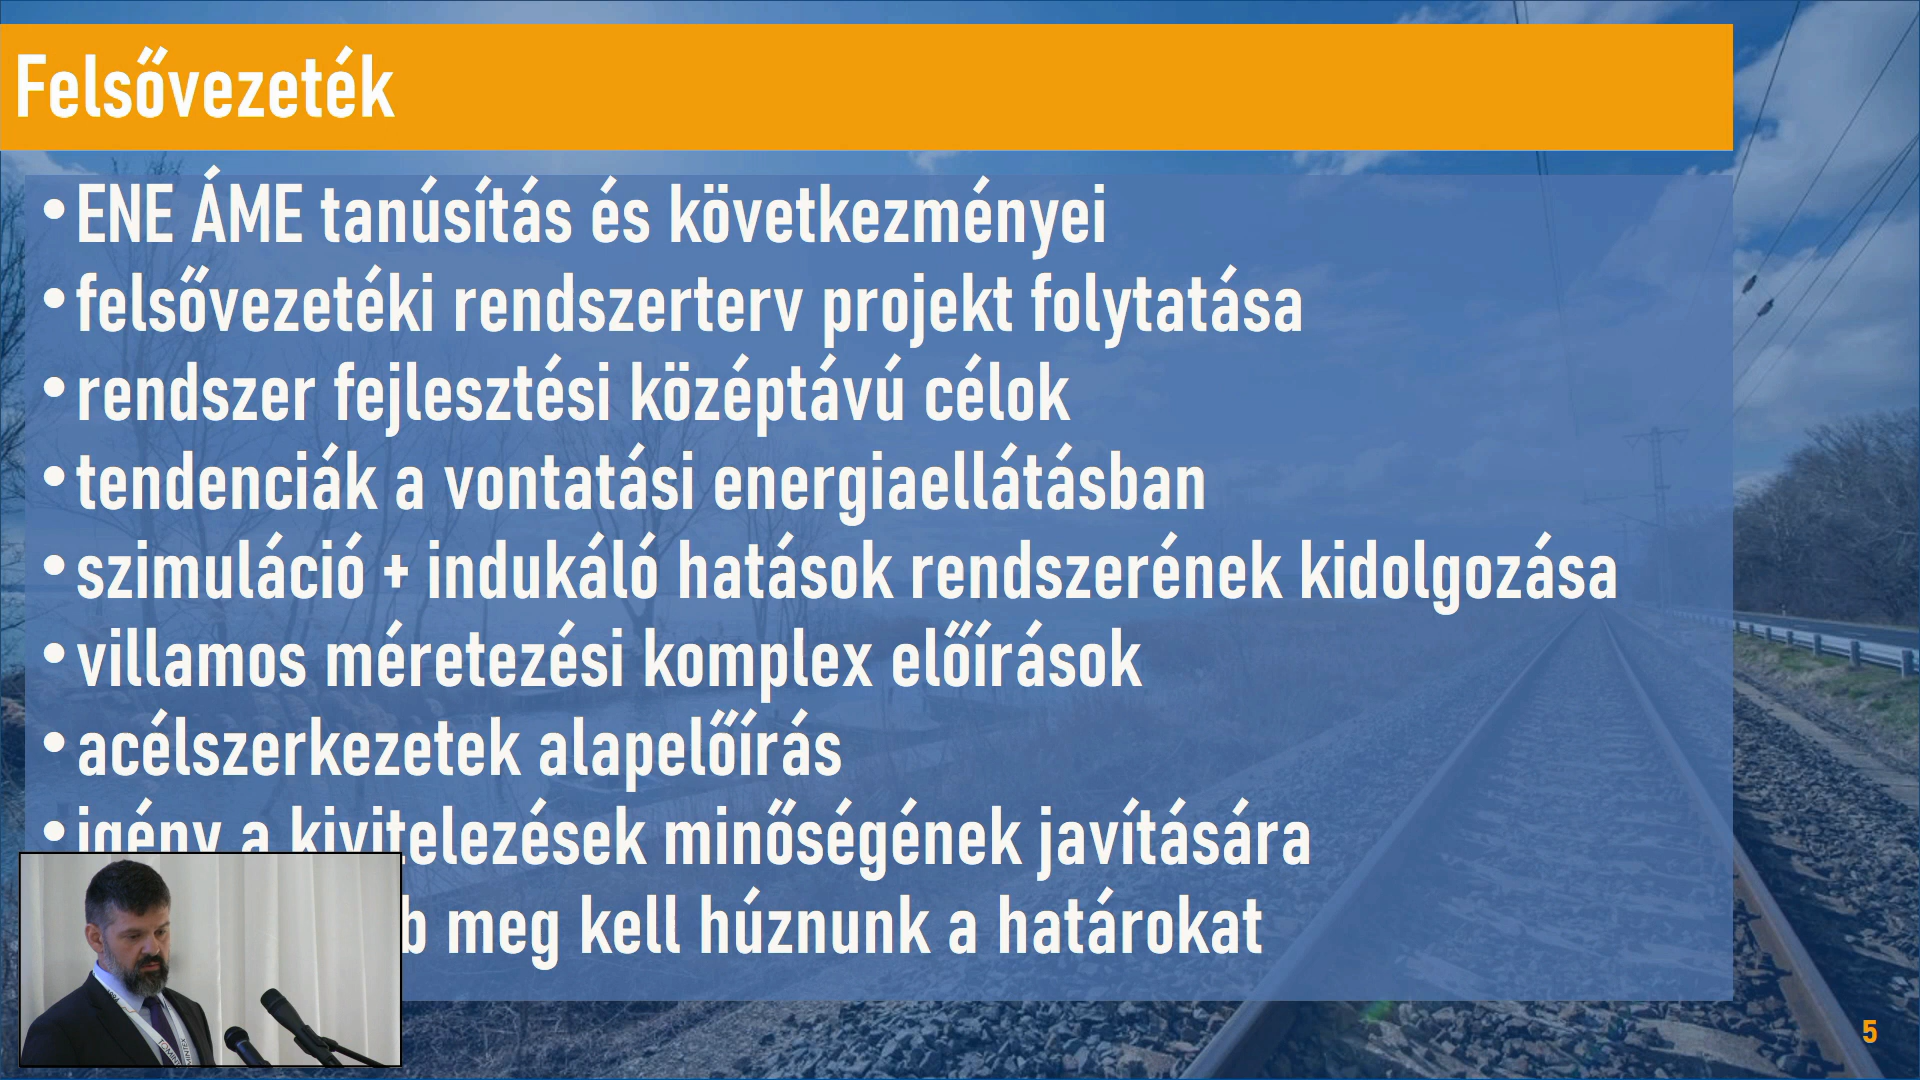 Felsővezeték
• ENE ÁME tanúsítás és következményei
• felsővezetéki rendszerterv projekt folytatása
• rendszer fejlesztési középtávú célok
• tendenciák a vontatási energiaellátásban
• szimuláció + indukáló hatások rendszerének kidolgozása
• villamos méretezési komplex előírások
• acélszerkezetek alapelőírás
• igény a kivitelezések minőségének javítására
meg kell húznunk a határokat
5